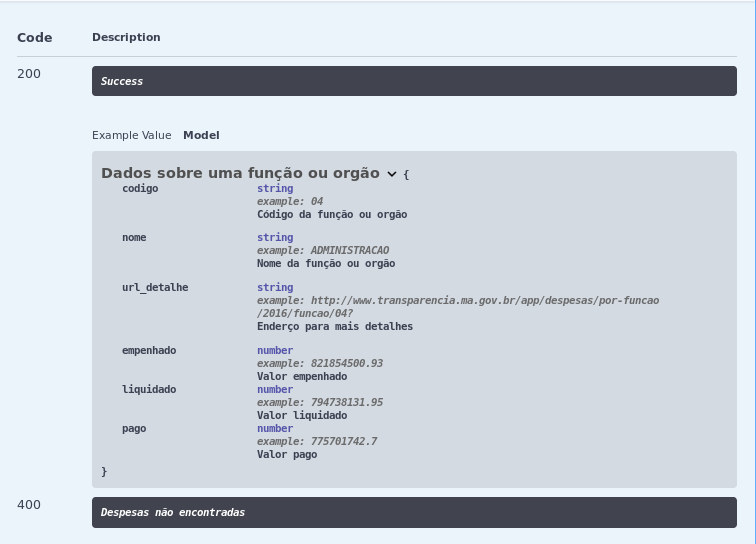 Code Description
200 Success
Example Value Model
Dados sobre uma função ou orgão {
codigo string
example: 04
Código da função ou orgão
nome string
example: ADMINISTRACAO
Nome da função ou orgão
url_detalhe string
example: http://www.transparencia.ma.gov.br/app/despesas/por-funcao
/2016/funcao/04?
Enderço para mais detalhes
empenhado number
example: 821854500.93
Valor empenhado
liquidado number
example: 794738131.95
Valor liquidado
pago number
example: 775701742.7
Valor pago
}
400 Despesas não encontradas